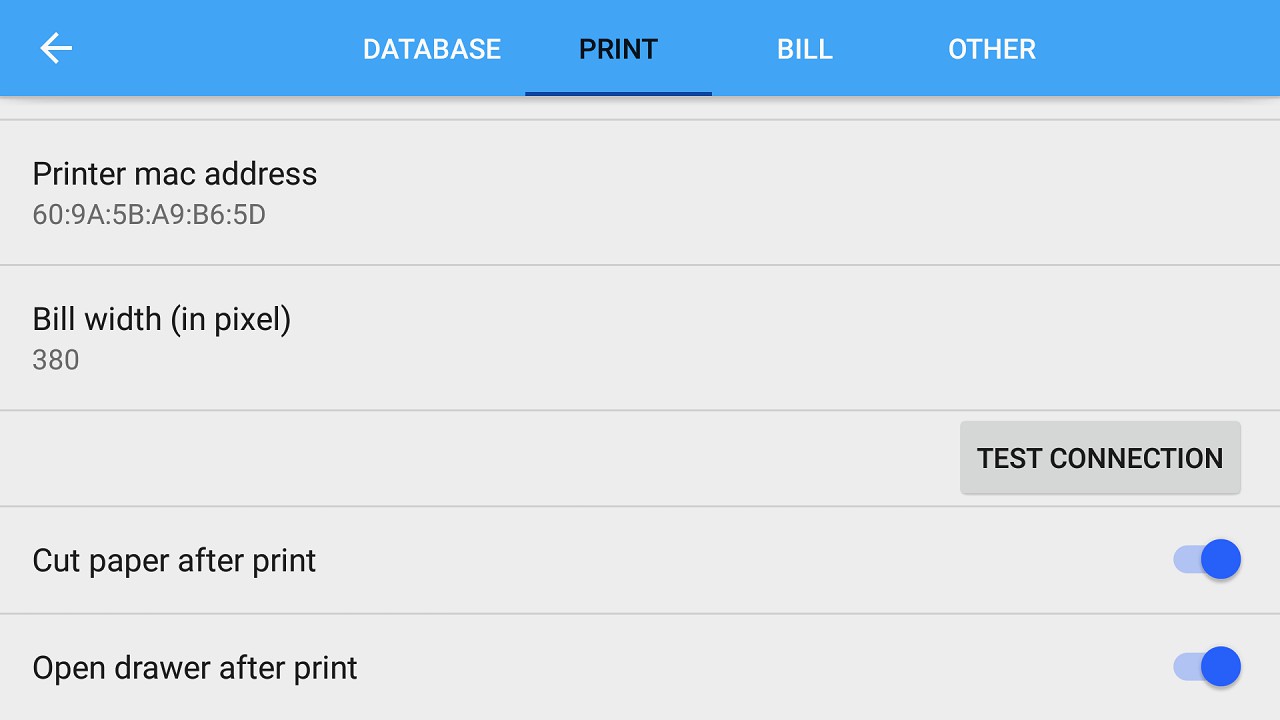 DATABASE PRINT BILL OTHER
Printer mac address
60:9A:5B:A9:B6:5D
Bill width (in pixel)
380
TEST CONNECTION
Cut paper after print
Open drawer after print